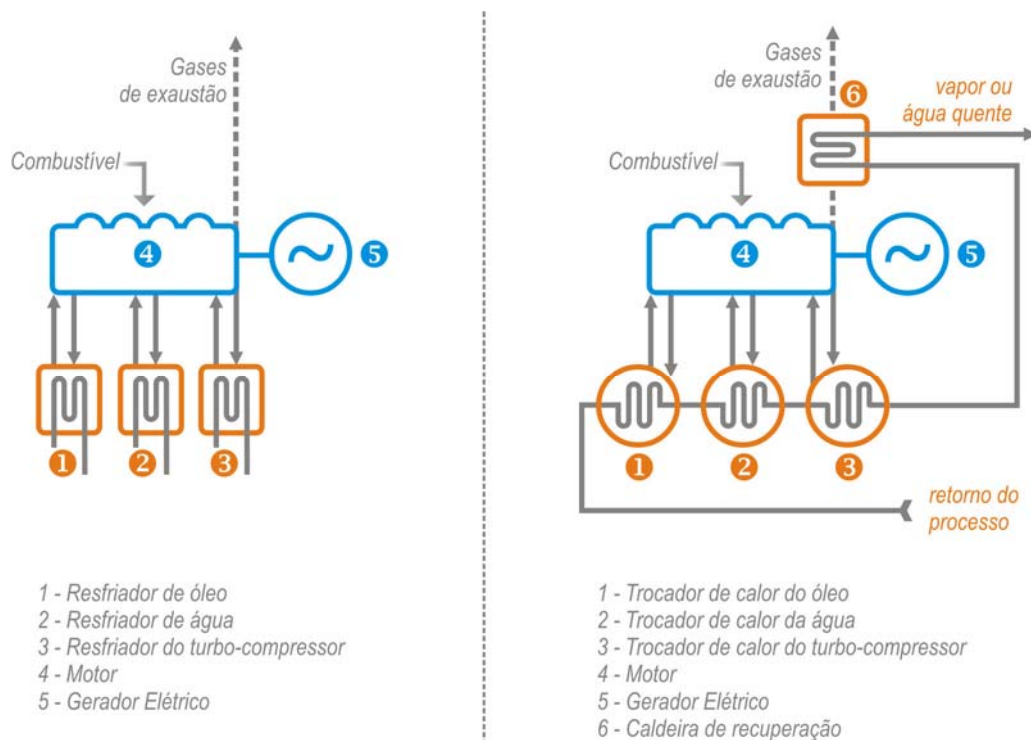 Gases
de exaustão
Combustível
4
5
1
2
3
1 - Resfriador de óleo
2 - Resfriador de água
3 - Resfriador do turbo-compressor
4 - Motor
5 - Gerador Elétrico
Gases
de exaustão
6
vapor ou
água quente
Combustível
4
5
1
2
3
retorno do
processo
1 - Trocador de calor do óleo
2 - Trocador de calor da água
3 - Trocador de calor do turbo-compressor
4 - Motor
5 - Gerador Elétrico
6 - Caldeira de recuperação